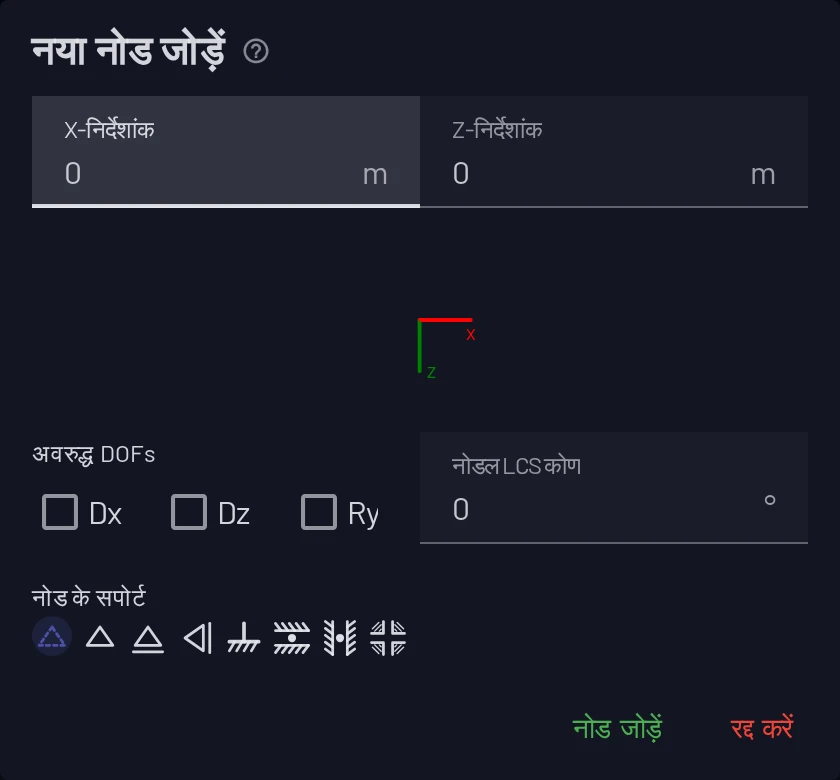 नया नोड जोड़ें ?
X-निर्देशांक Z-निर्देशांक
0 m 0 m
x
z
अवरुद्ध DOFs
नोडल LCS कोण
Dx Dz Ry
0 °
नोड के सपोर्ट
नोड जोड़ें रद्द करें